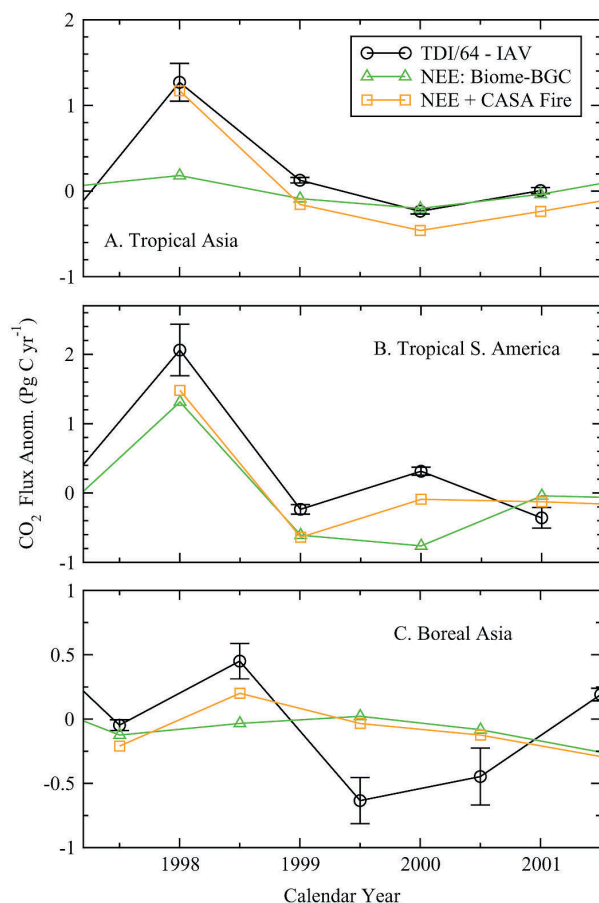 2
TDI/64 - IAV
NEE: Biome-BGC
NEE + CASA Fire
1
0
A. Tropical Asia
-1
CO2 Flux Anom. (Pg C yr-1)
B. Tropical S. America
2
1
0
-1
1
C. Boreal Asia
0.5
0
-0.5
-1
1998 1999 2000 2001
Calendar Year